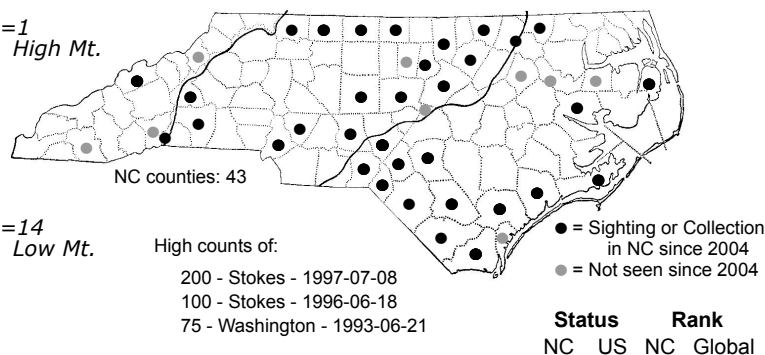 =1
High Mt.
NC counties: 43
=14
Low Mt.
High counts of:
200 - Stokes - 1997-07-08
100 - Stokes - 1996-06-18
75 - Washington - 1993-06-21
= Sighting or Collection
in NC since 2004
= Not seen since 2004
Status Rank
NC US NC Global